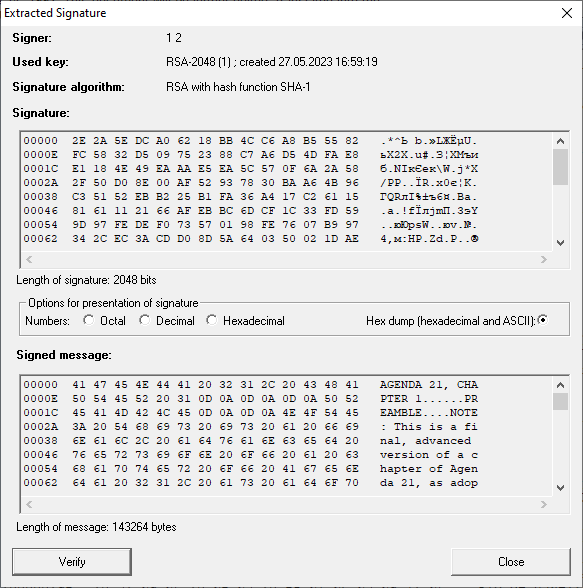 Extracted Signature
Signer: 1 2
Used key: RSA-2048 (1) ; created 27.05.2023 16:59:19
Signature algorithm: RSA with hash function SHA-1
Signature:
00000 2E 2A 5E DC A0 62 18 BB 4C C6 A8 B5 55 82 .*^Ь b.»LЖЁµU.
0000E FC 58 32 D5 09 75 23 88 C7 A6 D5 4D FA E8 ьX2Х.u#.З¦ХMъи
0001C E1 18 4E 49 EA AA E5 EA 5C 57 0F 6A 2A 58 б.NIкЄек\W.j*X
0002A 2F 50 D0 8E 00 AF 52 93 78 30 BA A6 4B 96 /PР..ЇR.x0є¦K.
00038 C3 51 52 EB B2 25 B1 FA 36 A4 17 C2 61 15 ГQRлІ%±ъ6¤.Вa.
00046 81 61 11 21 66 AF EB BC 6D CF 1C 33 FD 59 .a.!fЇлјmП.3эY
00054 9D 97 FE DE F0 73 57 01 98 FE 76 07 B9 97 ..юЮрsW..юv.№.
00062 34 2C EC 3A CD D0 8D 5A 64 03 50 02 1D AE 4,м:НР.Zd.P..®
Length of signature: 2048 bits
Options for presentation of signature
Numbers: Octal Decimal Hexadecimal Hex dump (hexadecimal and ASCII):
Signed message:
00000 41 47 45 4E 44 41 20 32 31 2C 20 43 48 41 AGENDA 21, CHA
0000E 50 54 45 52 20 31 0D 0A 0D 0A 0D 0A 50 52 PTER 1......PR
0001C 45 41 4D 42 4C 45 0D 0A 0D 0A 4E 4F 54 45 EAMBLE....NOTE
0002A 3A 20 54 68 69 73 20 69 73 20 61 20 66 69 : This is a fi
00038 6E 61 6C 2C 20 61 64 76 61 6E 63 65 64 20 nal, advanced
00046 76 65 72 73 69 6F 6E 20 6F 66 20 61 20 63 version of a c
00054 68 61 70 74 65 72 20 6F 66 20 41 67 65 6E hapter of Agen
00062 64 61 20 32 31 2C 20 61 73 20 61 64 6F 70 da 21, as adop
Length of message: 143264 bytes
Verify Close